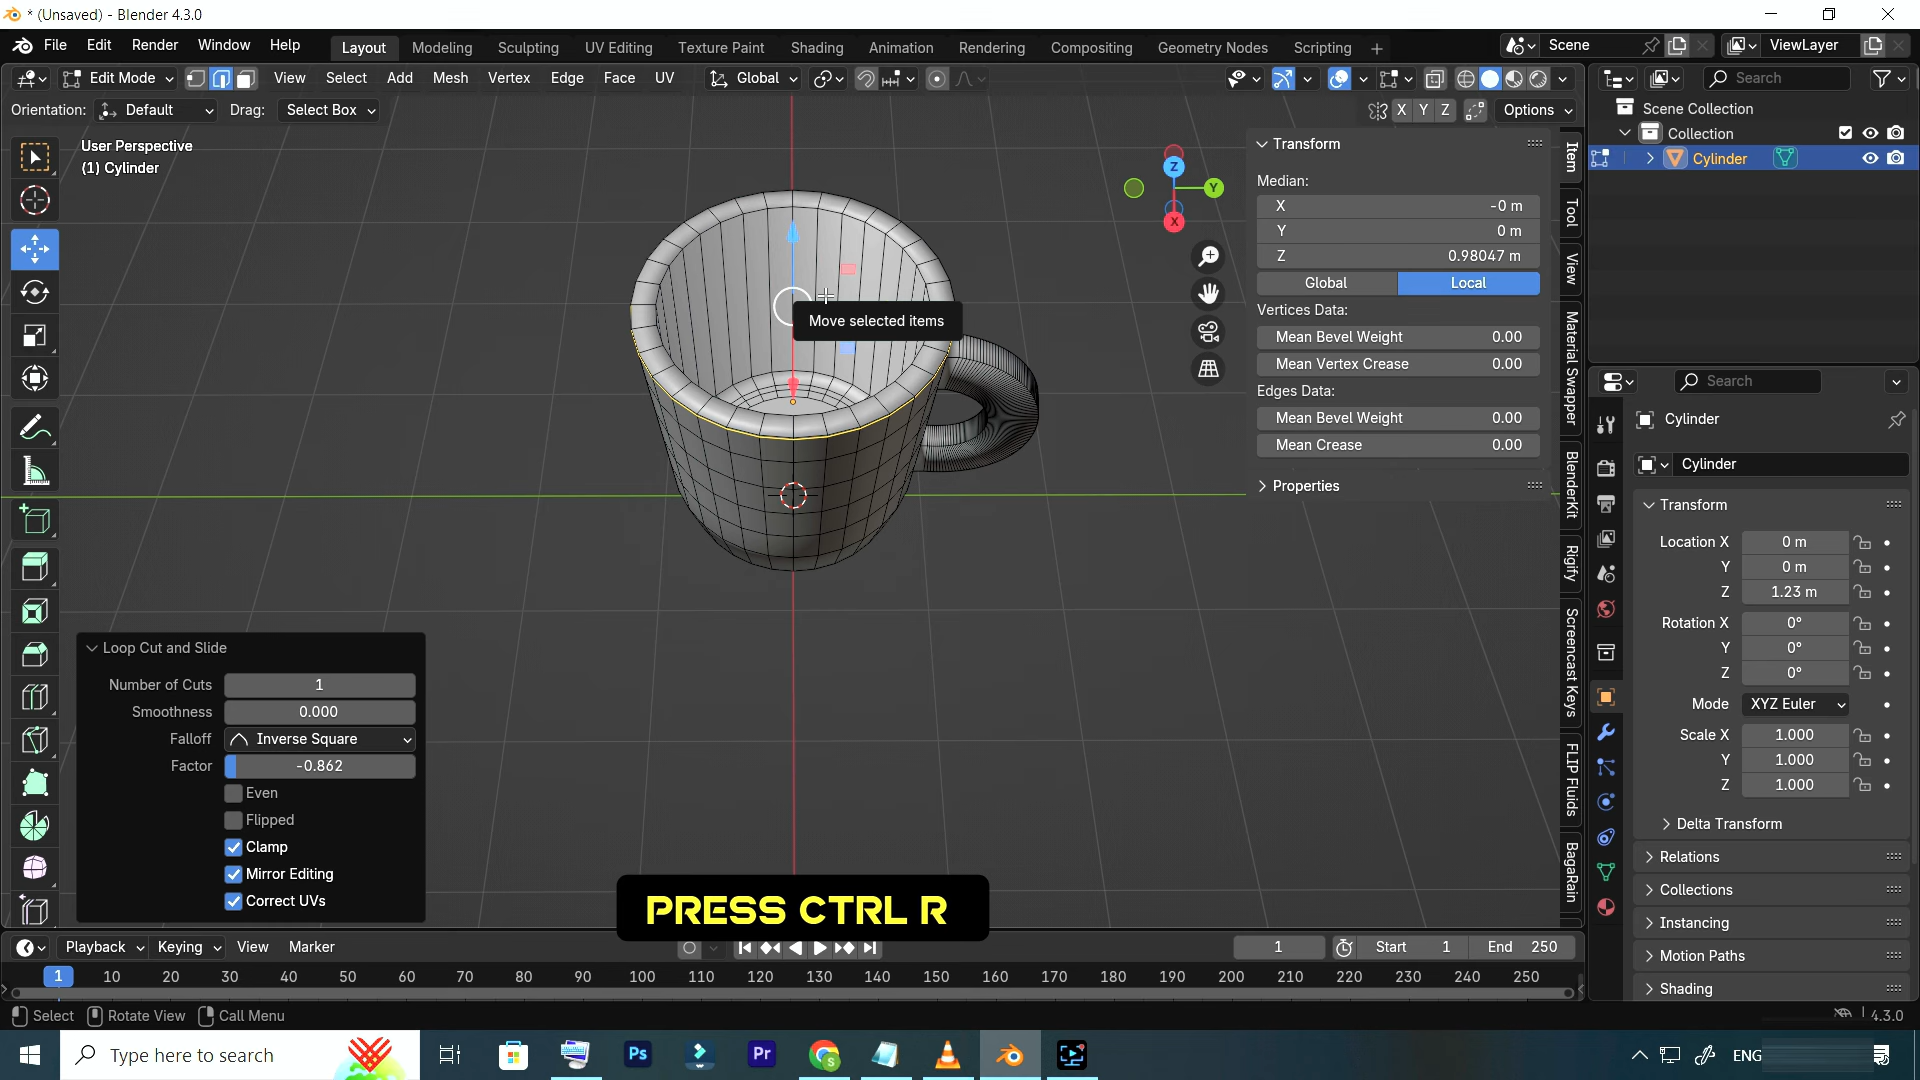 * (Unsaved) - Blender 4.3.0
File Edit Render Window Help Layout Modeling Sculpting UV Editing Texture Paint Shading Animation Rendering Compositing Geometry Nodes Scripting + Scene ViewLayer
Edit Mode View Select Add Mesh Vertex Edge Face UV Global Search
Orientation: Default Drag: Select Box X Y Z Options
User Perspective
(1) Cylinder
Z
Y
X
Move selected items
Transform
Median:
X -0 m
Y 0 m
Z 0.98047 m
Global Local
Vertices Data:
Mean Bevel Weight 0.00
Mean Vertex Crease 0.00
Edges Data:
Mean Bevel Weight 0.00
Mean Crease 0.00
Properties
Item
Tool
View
Material Swapper
BlenderKit
Rigify
Screencast Keys
FLIP Fluids
BagaRain
Scene Collection
Collection
Cylinder
Search
Cylinder
Cylinder
Transform
Location X 0 m
Y 0 m
Z 1.23 m
Rotation X 0°
Y 0°
Z 0°
Mode XYZ Euler
Scale X 1.000
Y 1.000
Z 1.000
Delta Transform
Relations
Collections
Instancing
Motion Paths
Shading
Loop Cut and Slide
Number of Cuts 1
Smoothness 0.000
Falloff Inverse Square
Factor -0.862
Even
Flipped
Clamp
Mirror Editing
Correct UVs
PRESS CTRL R
Playback Keying View Marker 1 Start 1 End 250
1 10 20 30 40 50 60 70 80 90 100 110 120 130 140 150 160 170 180 190 200 210 220 230 240 250
Select Rotate View Call Menu 4.3.0
Type here to search Ps Pr S ENG